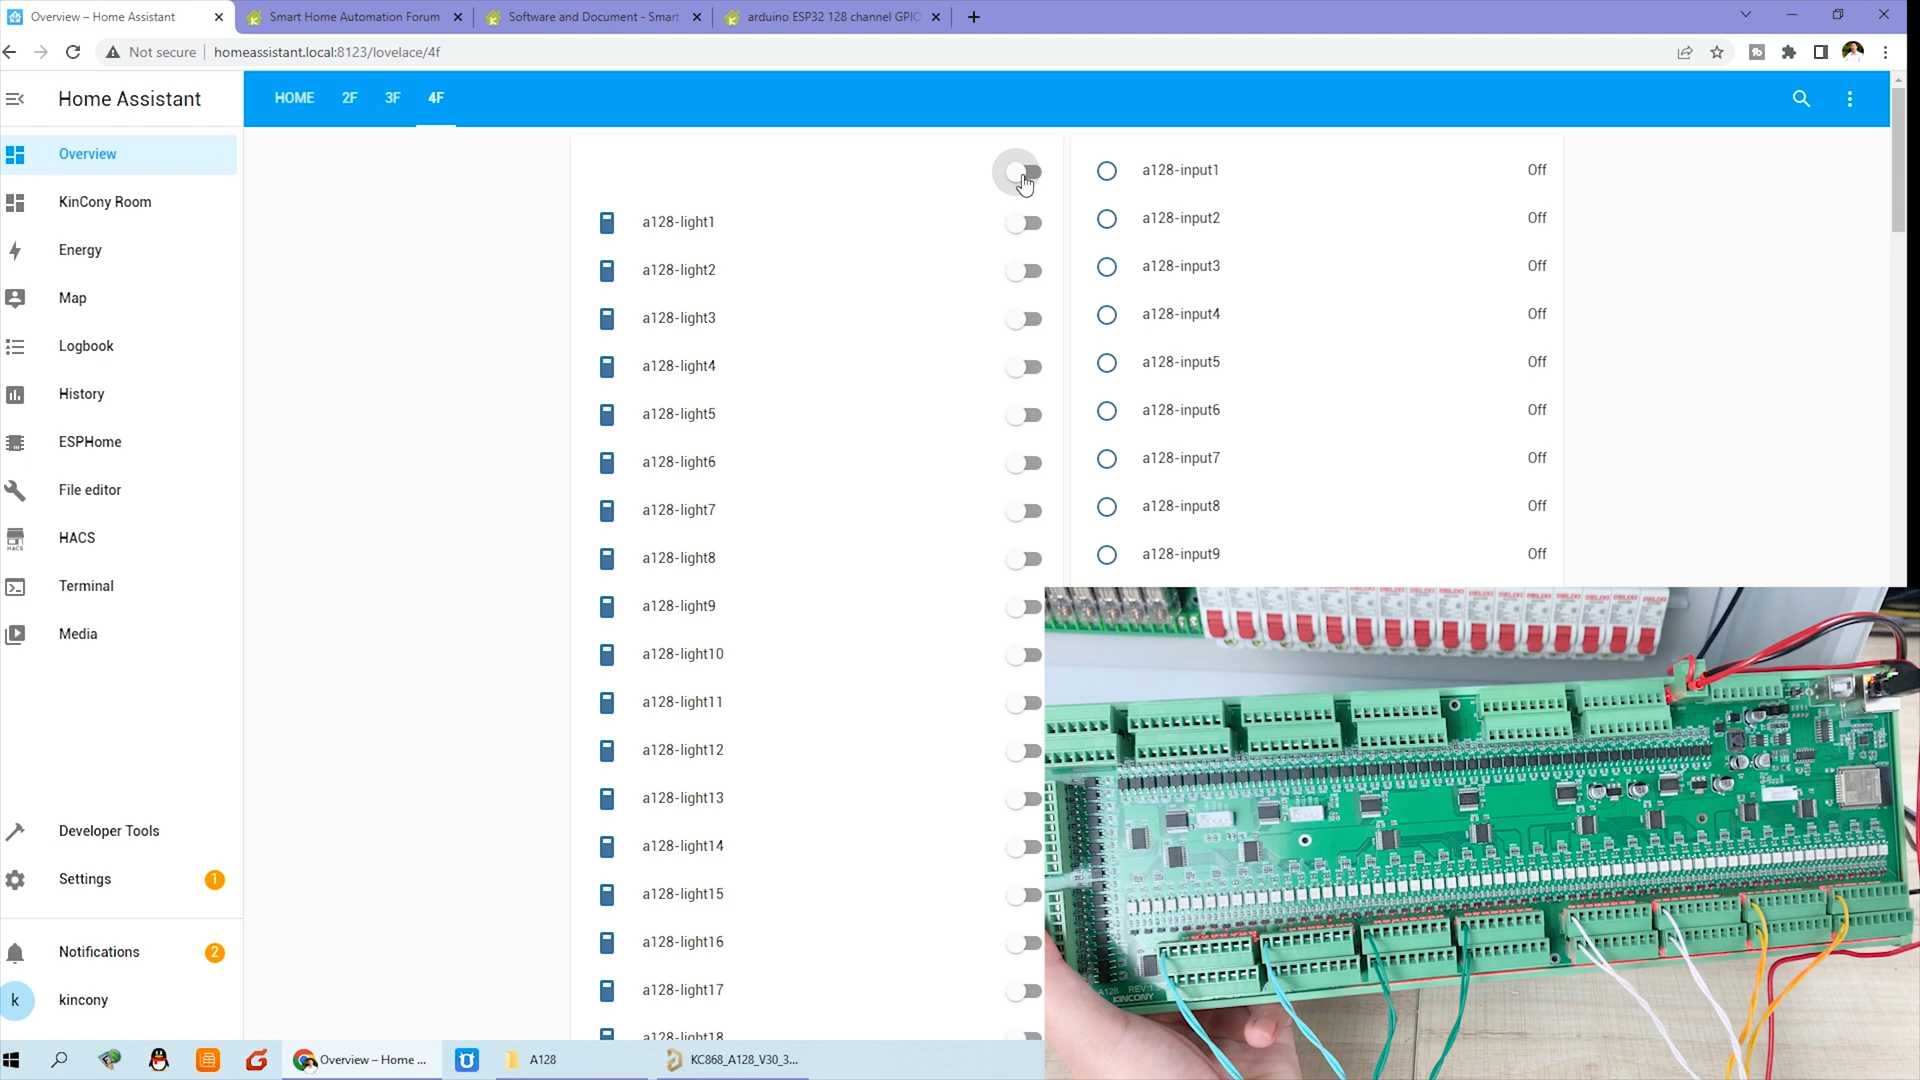 Overview – Home Assistant
Smart Home Automation Forum
Software and Document - Smart
arduino ESP32 128 channel GPIO
Not secure
homeassistant.local:8123/lovelace/4f
Home Assistant
HOME
2F
3F
4F
Overview
KinCony Room
Energy
Map
Logbook
History
ESPHome
File editor
HACS
HACS
Terminal
Media
Developer Tools
Settings
1
Notifications
2
k
kincony
a128-light1
a128-light2
a128-light3
a128-light4
a128-light5
a128-light6
a128-light7
a128-light8
a128-light9
a128-light10
a128-light11
a128-light12
a128-light13
a128-light14
a128-light15
a128-light16
a128-light17
a128-light18
a128-input1 Off
a128-input2 Off
a128-input3 Off
a128-input4 Off
a128-input5 Off
a128-input6 Off
a128-input7 Off
a128-input8 Off
a128-input9 Off
A128
KINCONY
Overview – Home ...
A128
KC868_A128_V30_3...